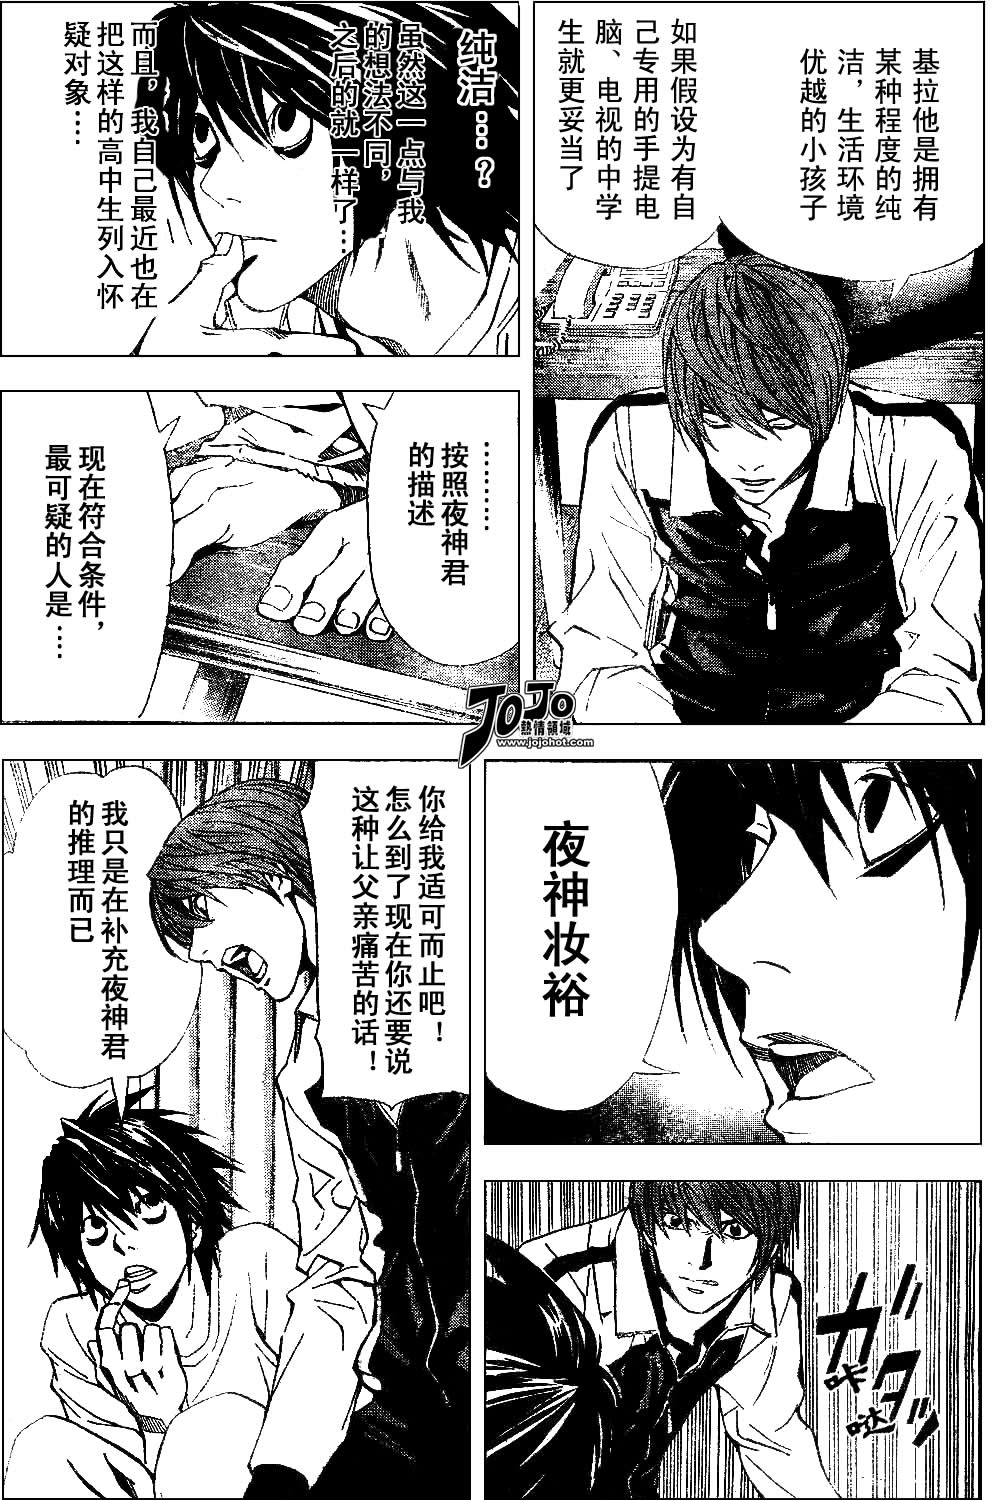 基拉他是拥有
某种程度的纯
洁，生活环境
优越的小孩子
如果假设为有自
己专用的手提电
脑、电视的中学
生就更妥当了
纯洁…？
虽然这一点与我
的想法不同，
之后的就一样了…
而且，我自己最近也在
把这样的高中生列入怀
疑对象…
………
按照夜神君
的描述
现在符合条件，
最可疑的人是…
JOJO
熱情領域
www.jojohot.com
夜神妆裕
ガタッ
咔哒
你给我适可而止吧！
怎么到了现在你还要说
这种让父亲痛苦的话！
我只是在补充夜神君
的推理而已